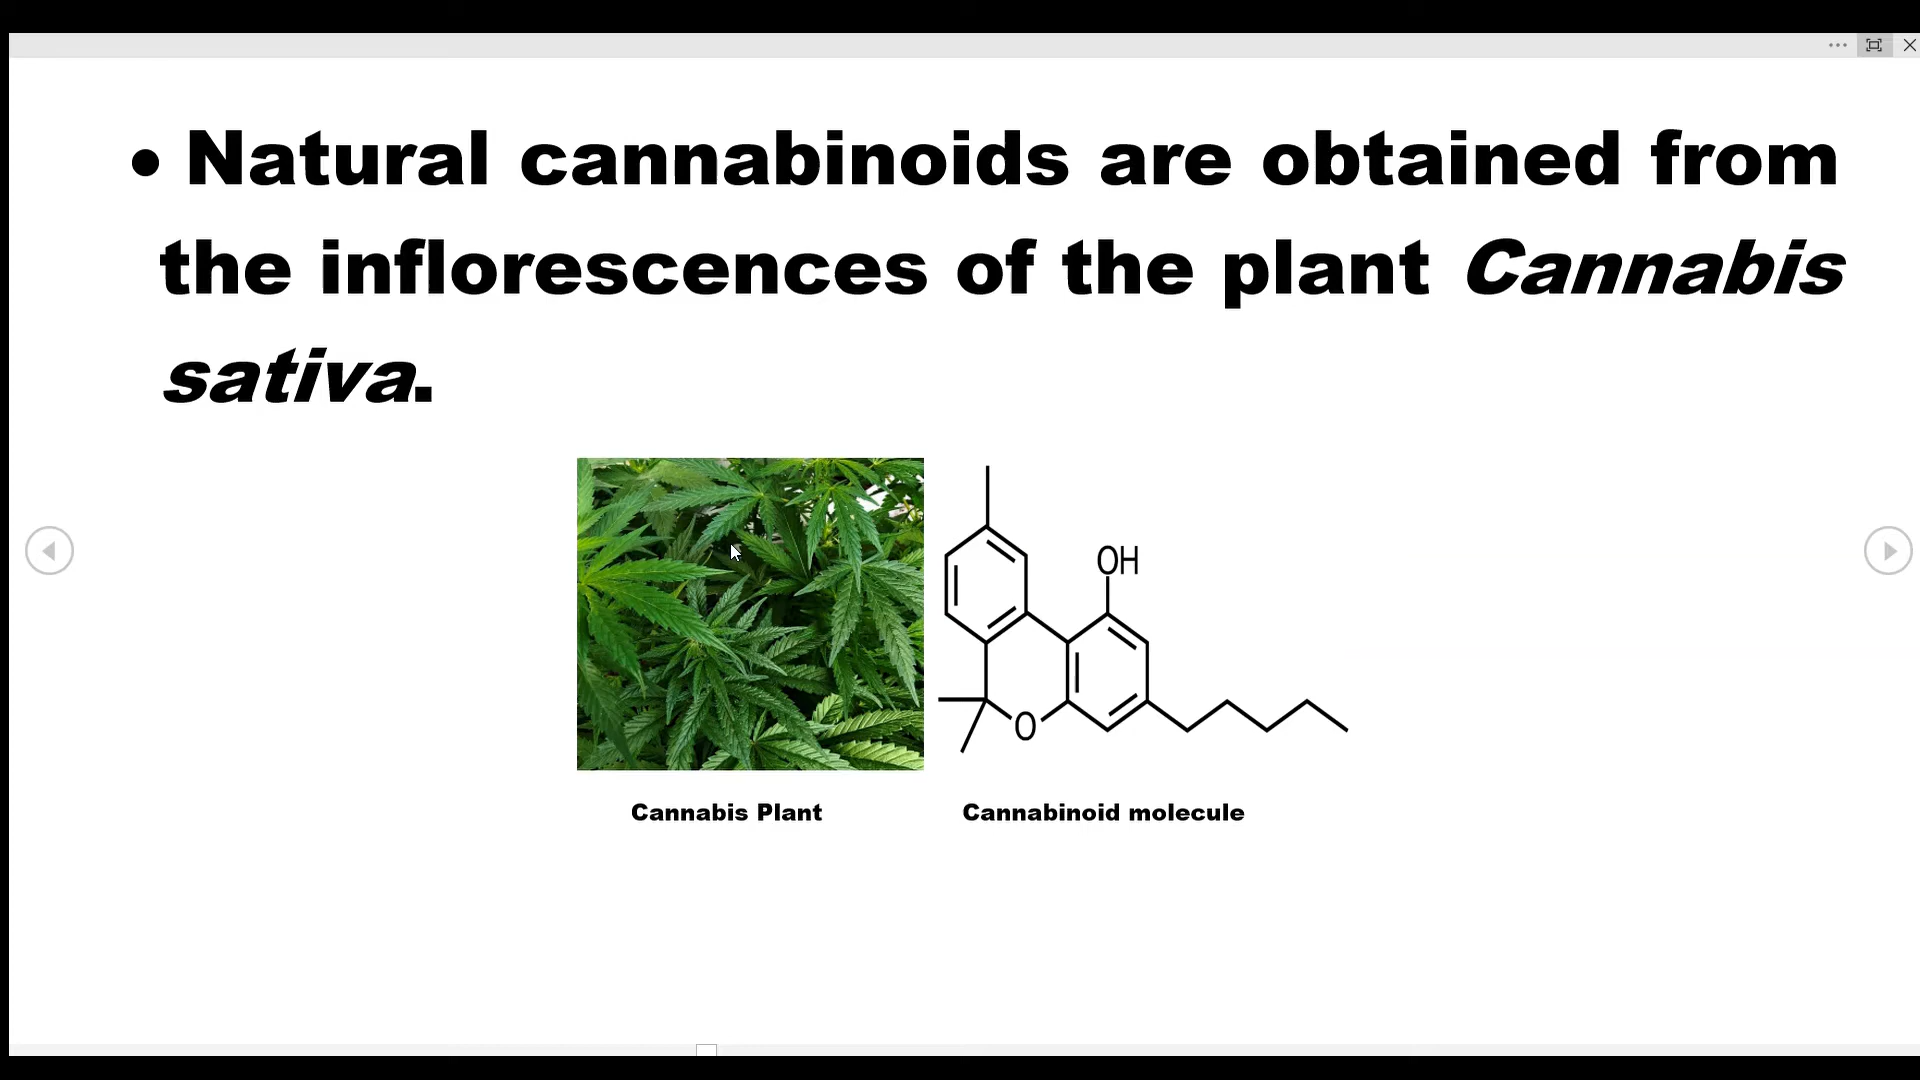 • Natural cannabinoids are obtained from
the inflorescences of the plant Cannabis
sativa.
OH
O
Cannabis Plant
Cannabinoid molecule